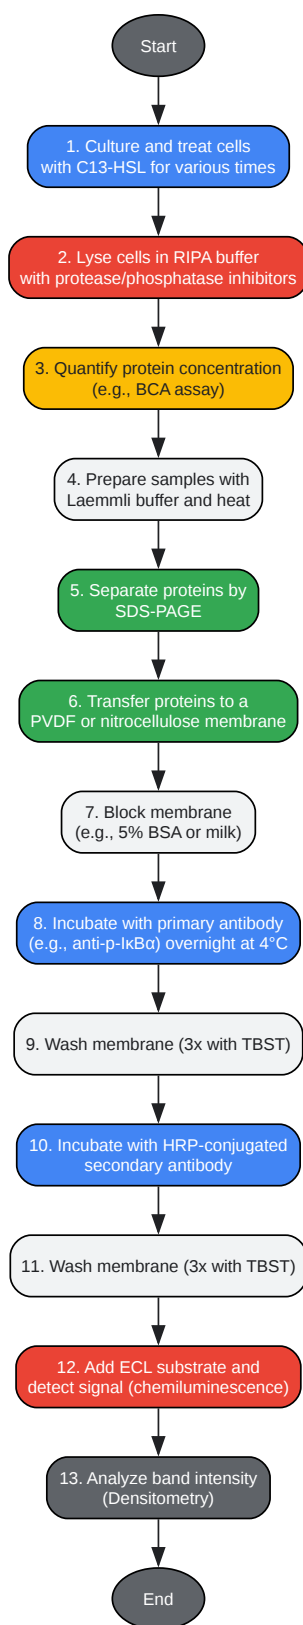 Start
1. Culture and treat cells
with C13-HSL for various times
2. Lyse cells in RIPA buffer
with protease/phosphatase inhibitors
3. Quantify protein concentration
(e.g., BCA assay)
4. Prepare samples with
Laemmli buffer and heat
5. Separate proteins by
SDS-PAGE
6. Transfer proteins to a
PVDF or nitrocellulose membrane
7. Block membrane
(e.g., 5% BSA or milk)
8. Incubate with primary antibody
(e.g., anti-p-IκBα) overnight at 4°C
9. Wash membrane (3x with TBST)
10. Incubate with HRP-conjugated
secondary antibody
11. Wash membrane (3x with TBST)
12. Add ECL substrate and
detect signal (chemiluminescence)
13. Analyze band intensity
(Densitometry)
End